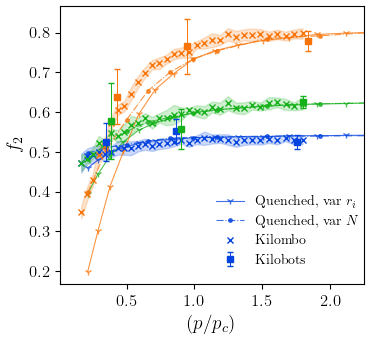 0.8
0.7
0.6
0.5
0.4
0.3
0.2
f₂
Quenched, var rᵢ
Quenched, var N
Kilombo
Kilobots
0.5 1.0 1.5 2.0
(p/p_c)